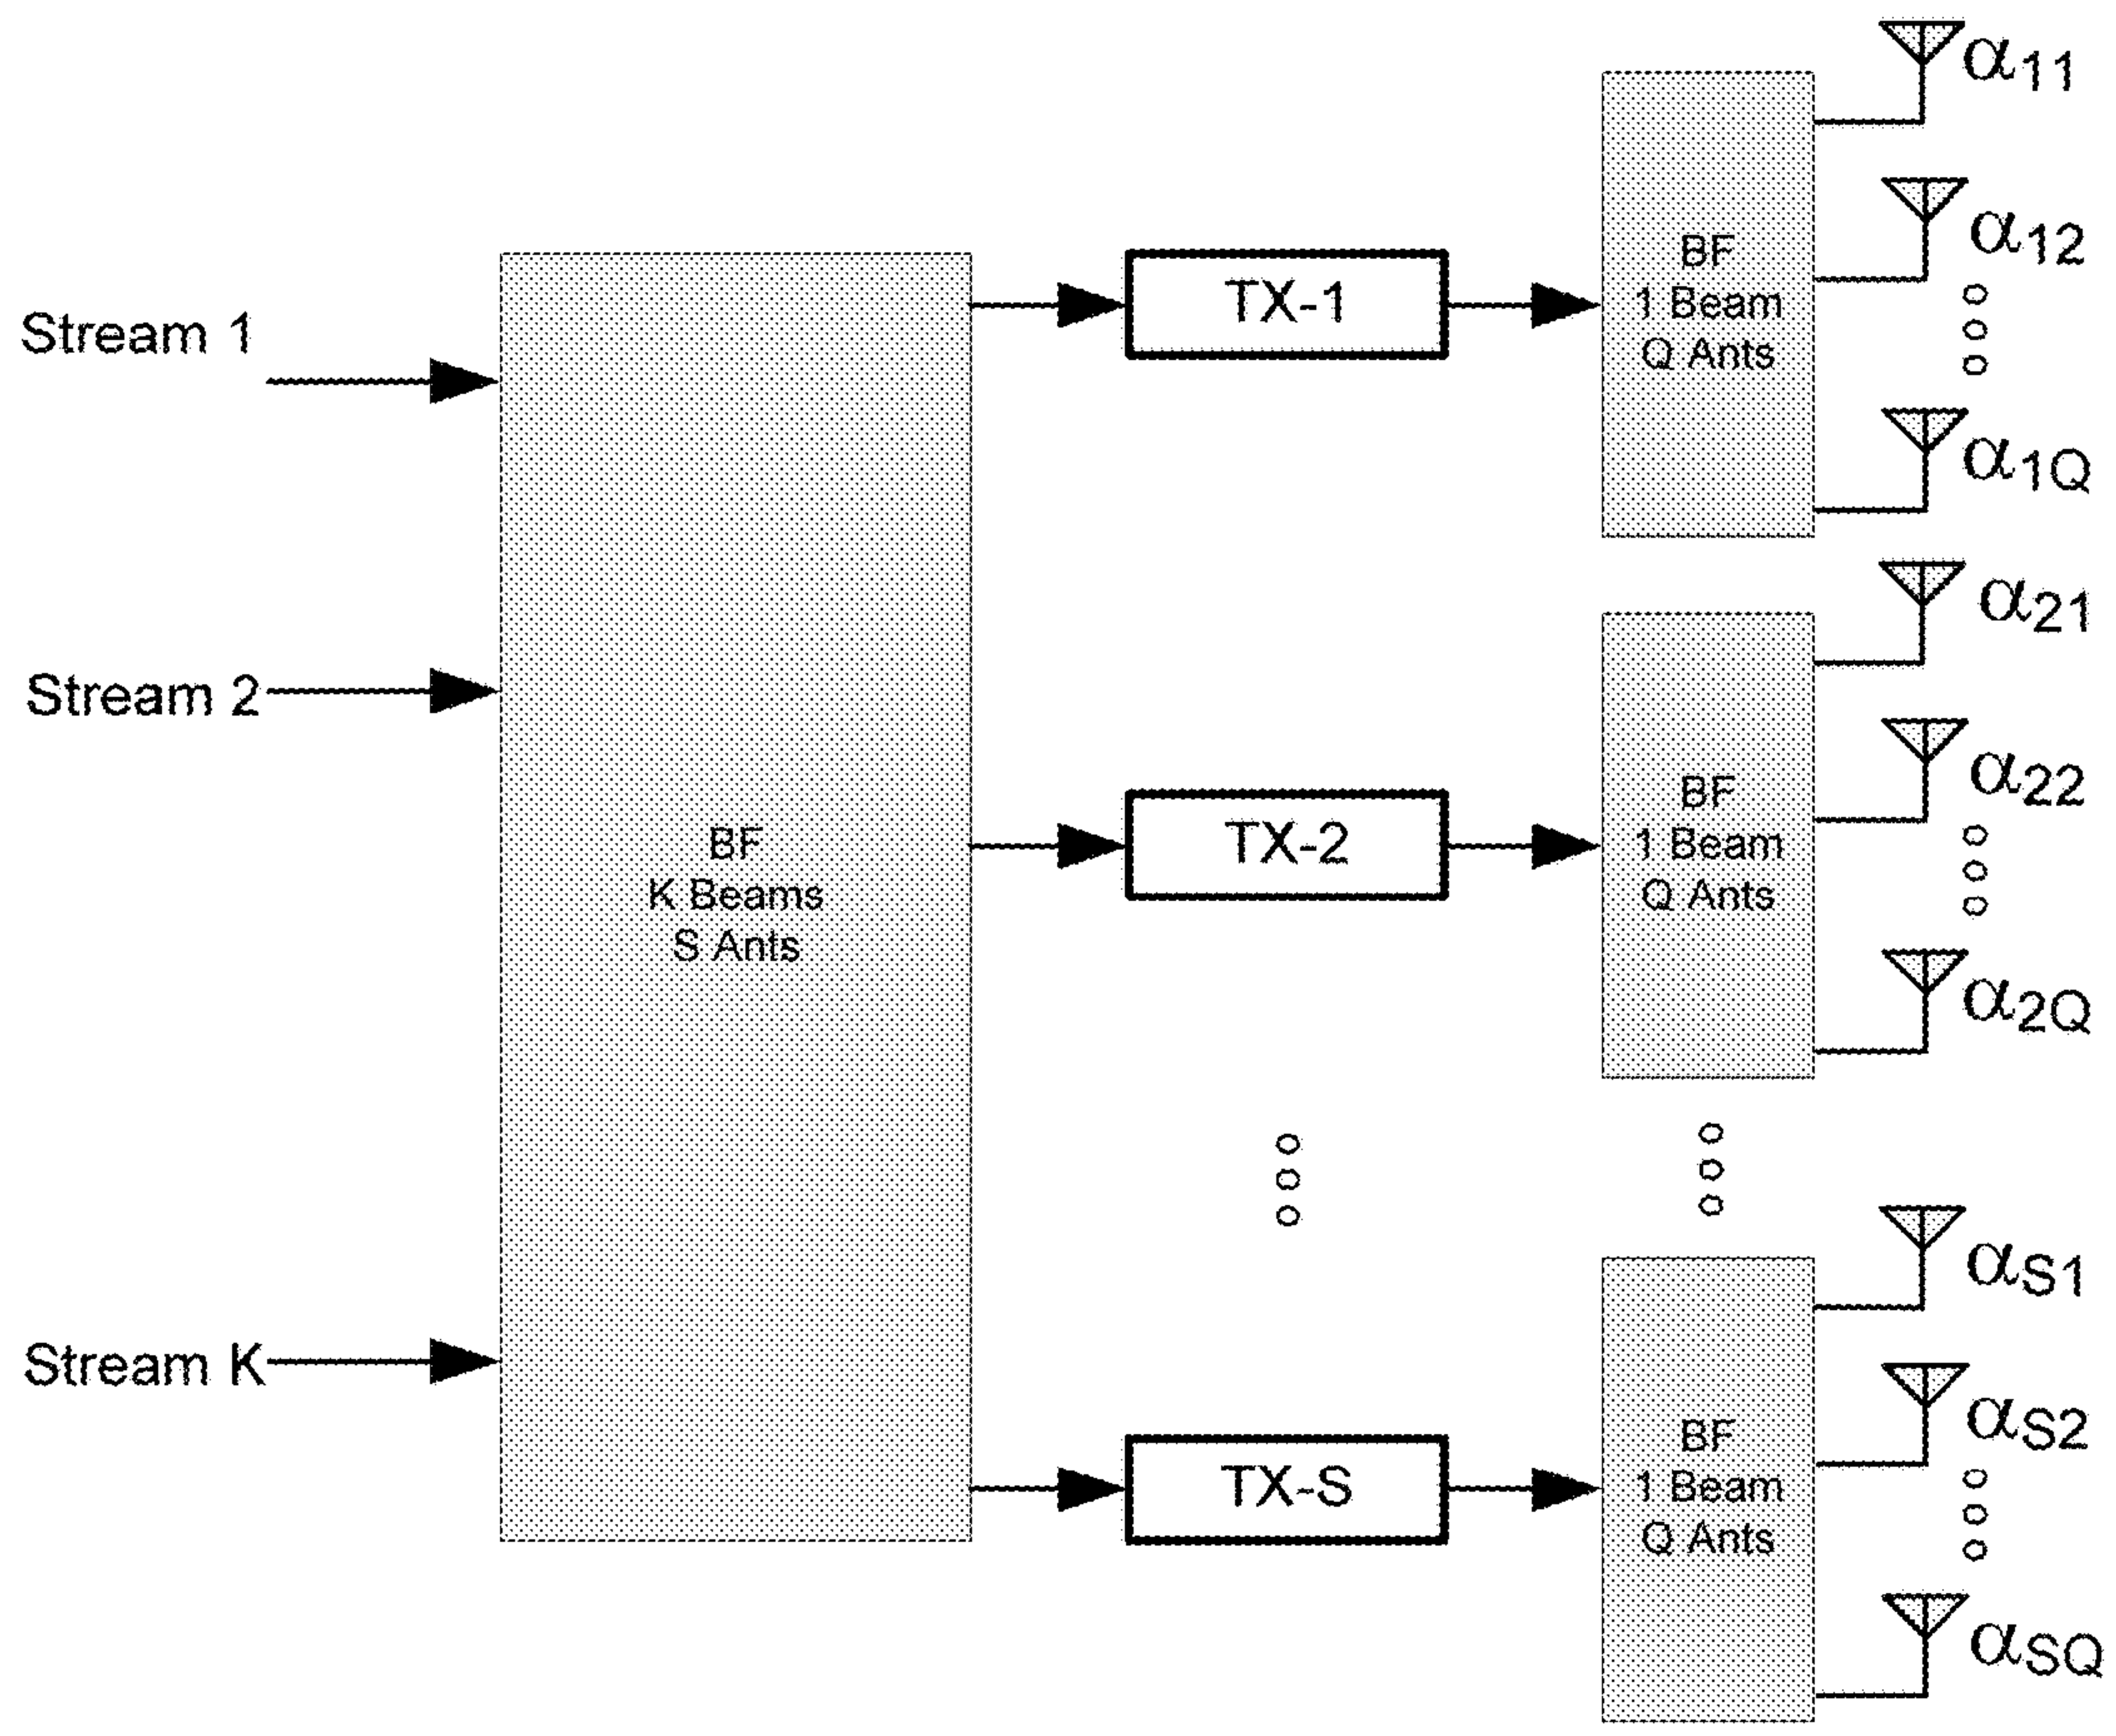 Stream 1
Stream 2
Stream K
BF
K Beams
S Ants
TX-1
TX-2
TX-S
BF
1 Beam
Q Ants
α11
α12
α1Q
BF
1 Beam
Q Ants
α21
α22
α2Q
BF
1 Beam
Q Ants
αS1
αS2
αSQ